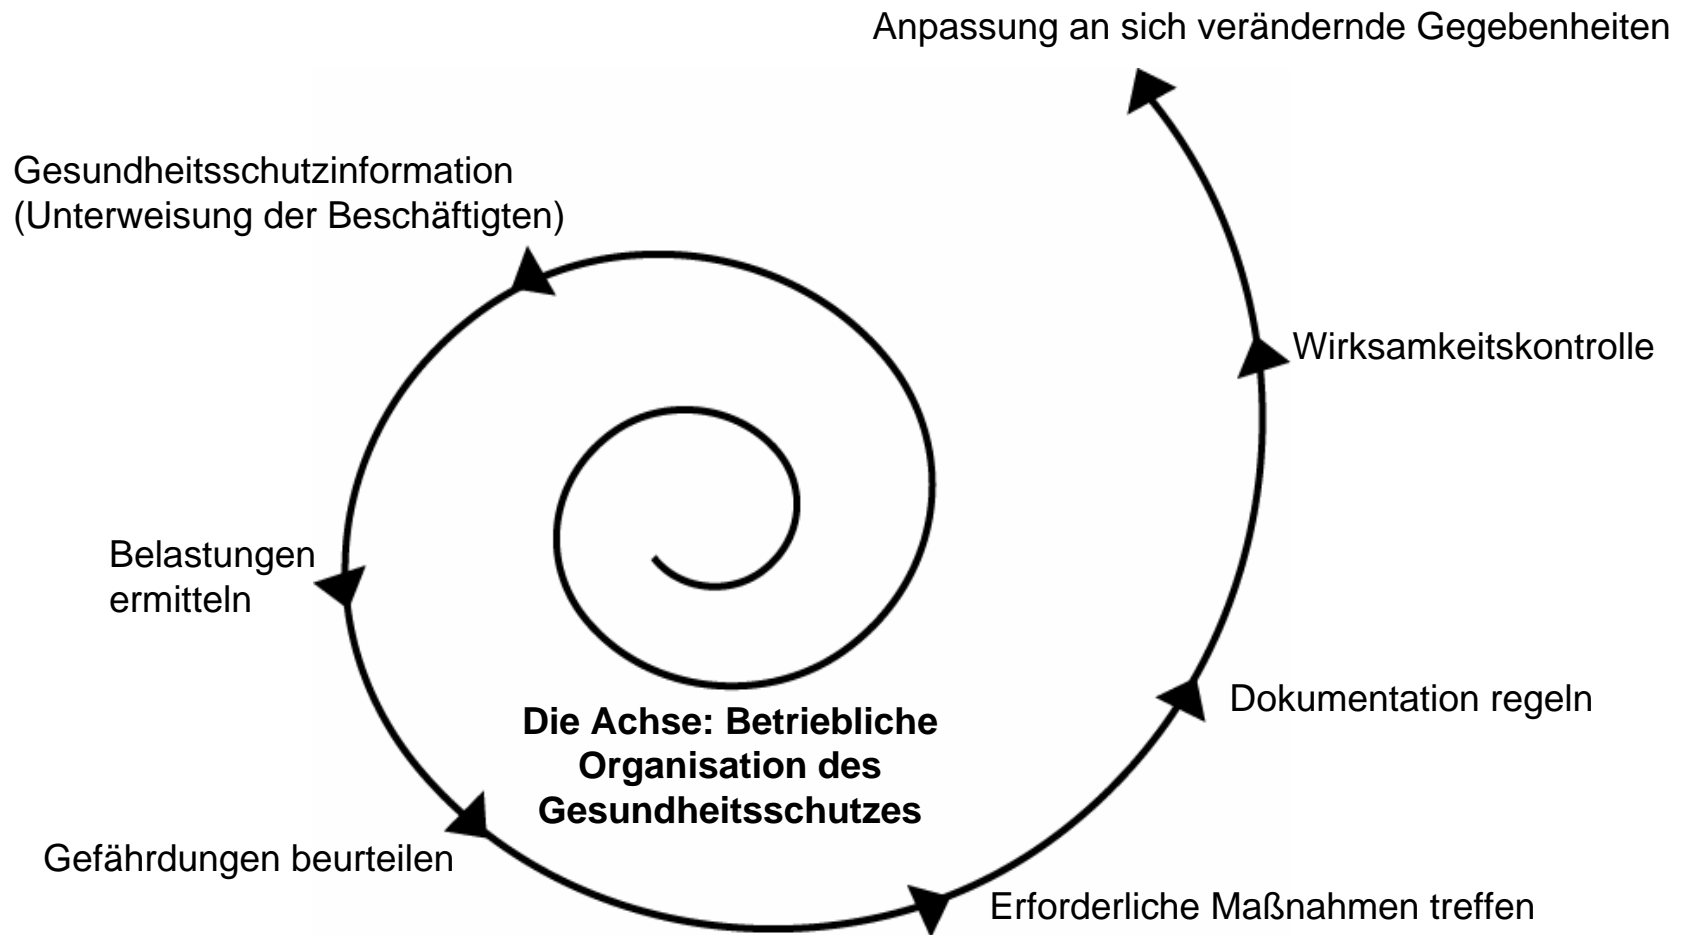 Anpassung an sich verändernde Gegebenheiten
Gesundheitsschutzinformation
(Unterweisung der Beschäftigten)
Wirksamkeitskontrolle
Belastungen
ermitteln
Dokumentation regeln
Die Achse: Betriebliche
Organisation des
Gesundheitsschutzes
Gefährdungen beurteilen
Erforderliche Maßnahmen treffen